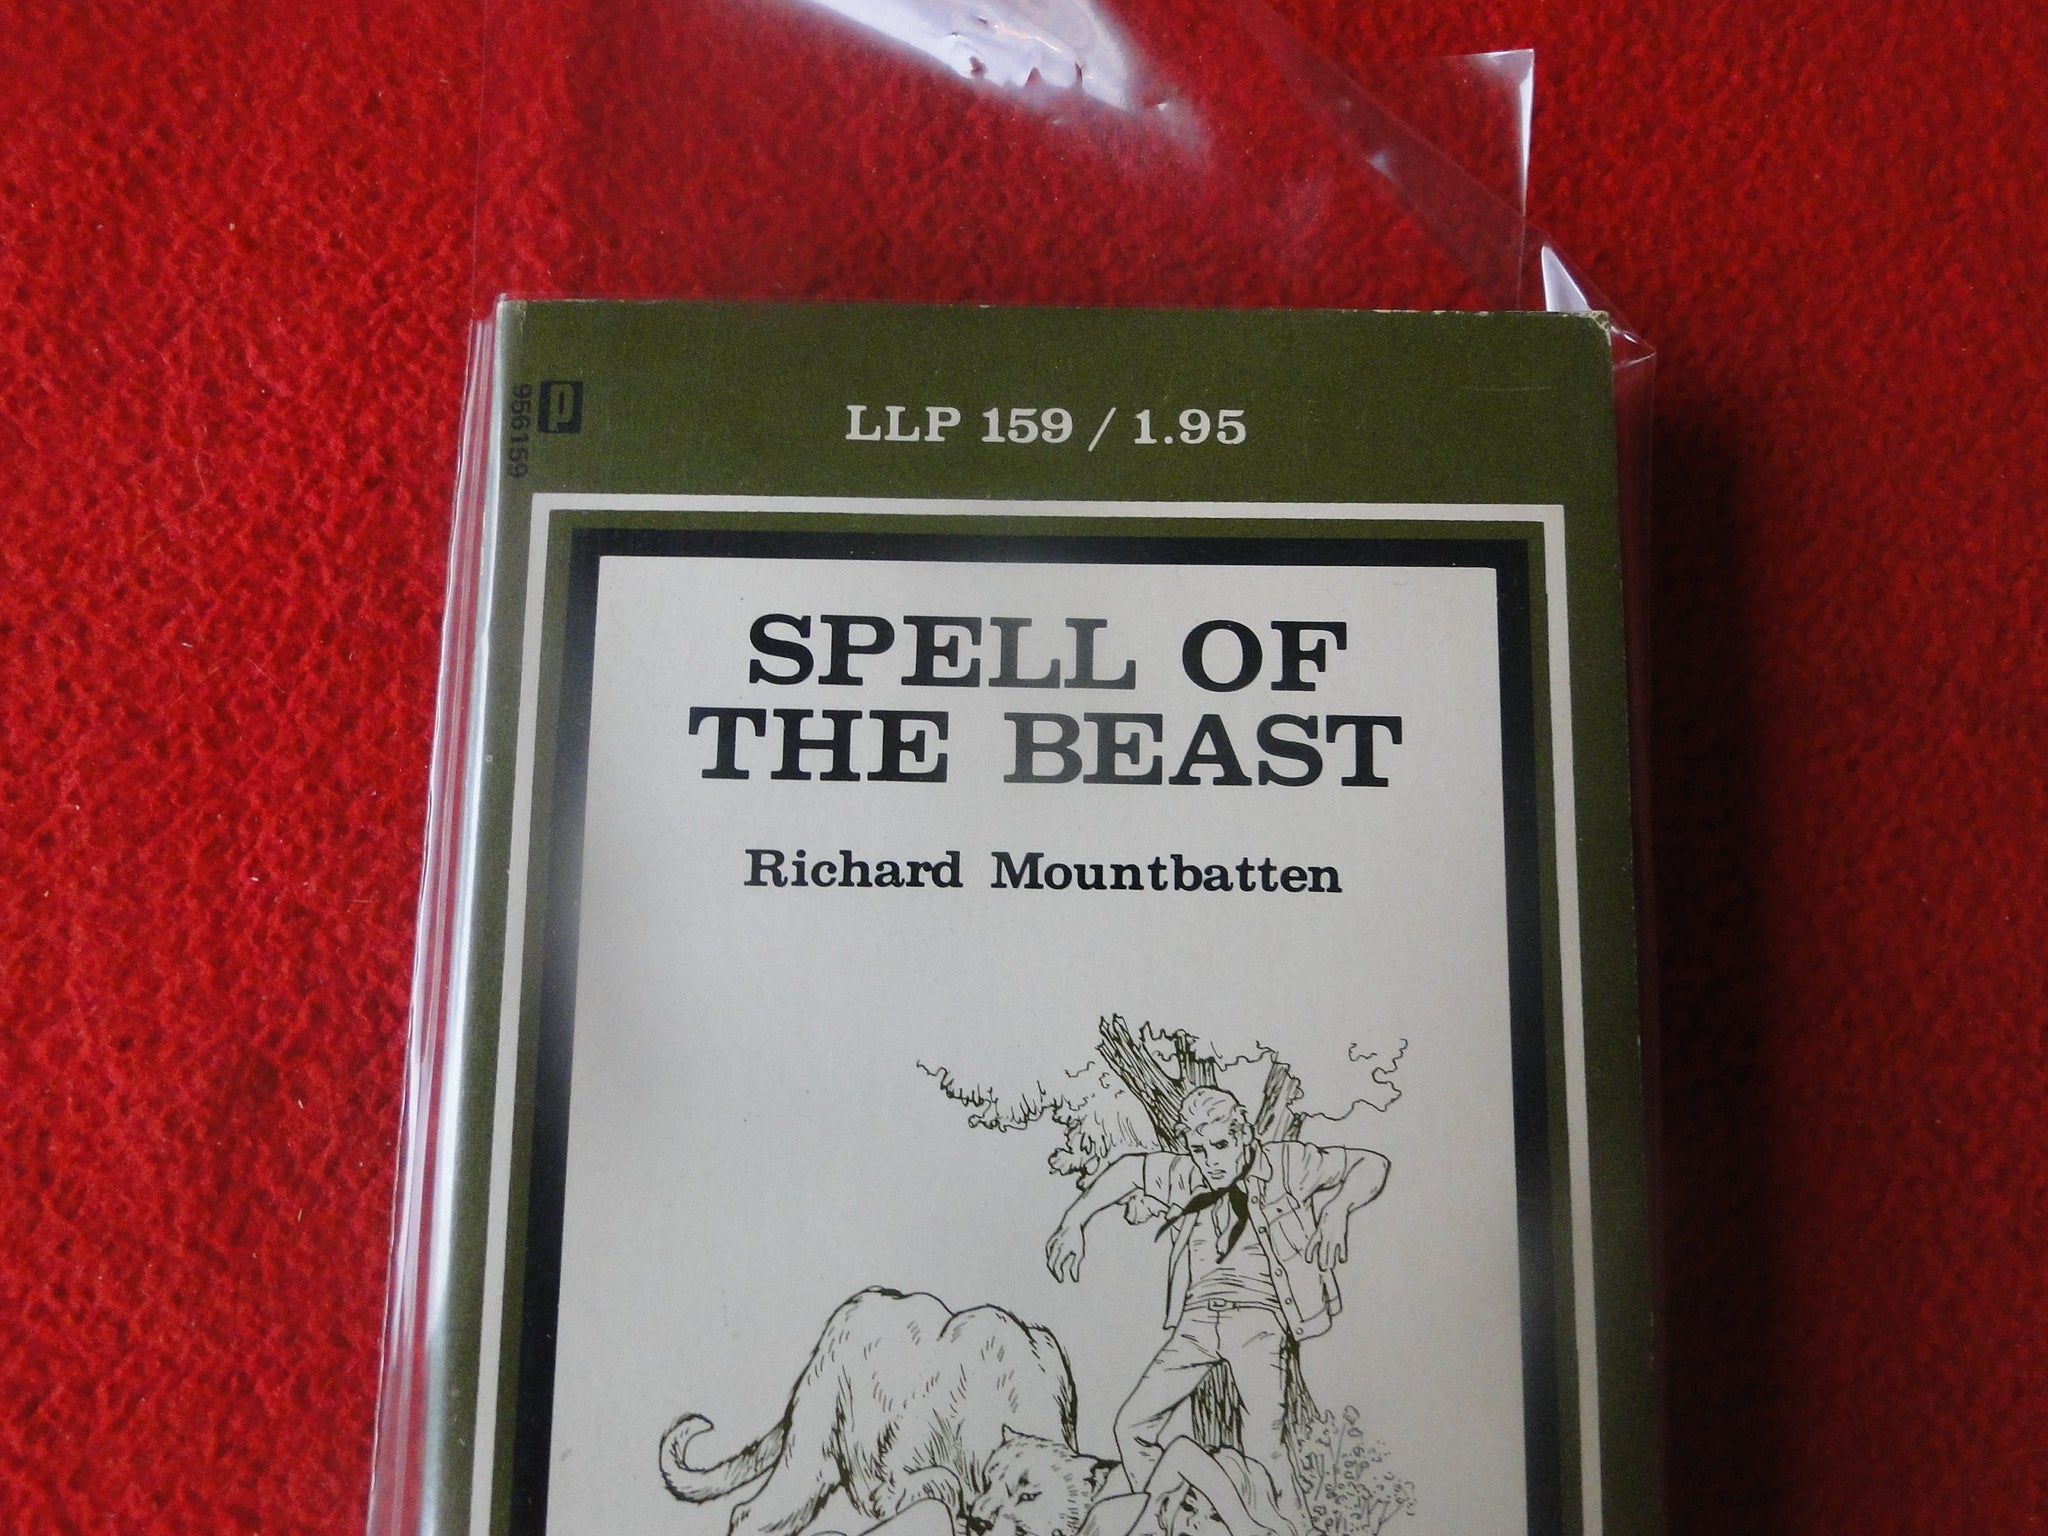 LLP 159 / 1.95
p
956159
SPELL OF
THE BEAST
Richard Mountbatten